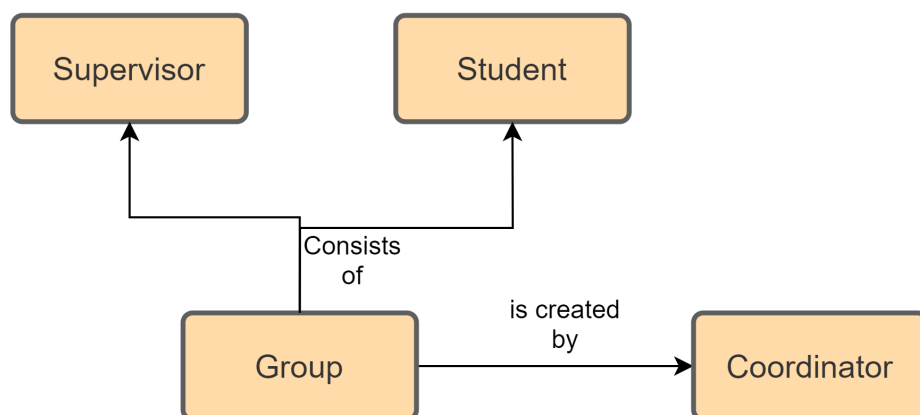 Supervisor
Student
Consists
of
is created
by
Group
Coordinator